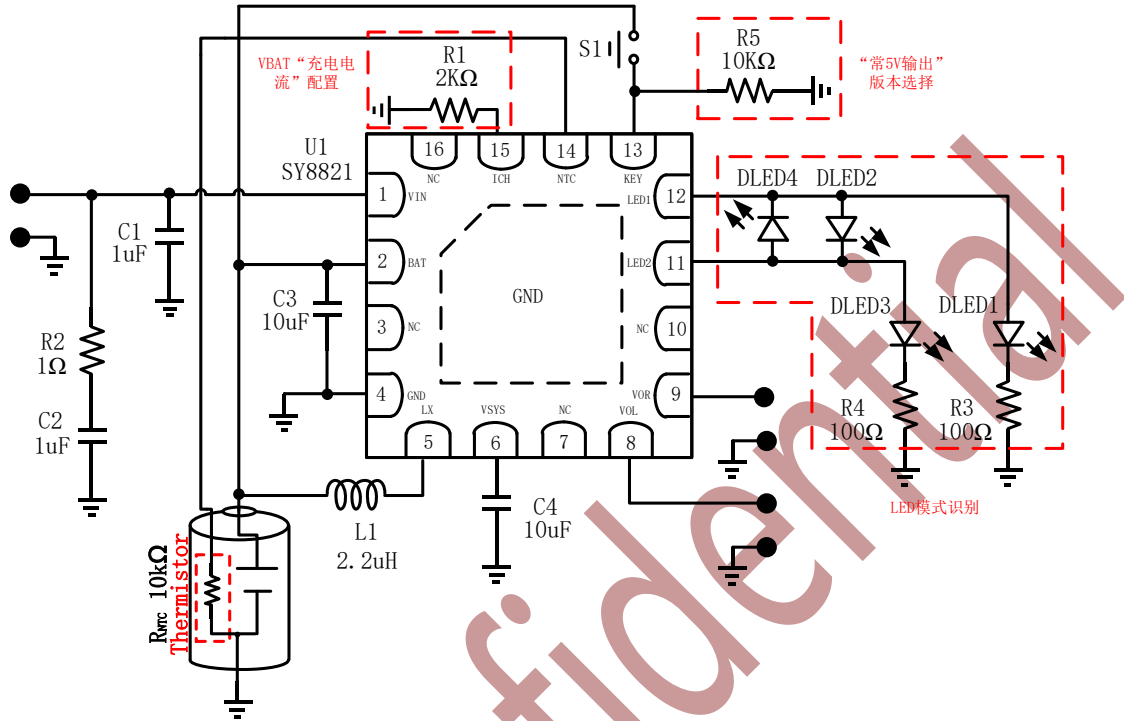 S1
R5
10KΩ
“常5V输出”
版本选择
VBAT“充电电
流”配置
R1
2KΩ
U1
SY8821
16
15
14
13
NC
ICH
NTC
KEY
1
VIN
2
BAT
3
NC
4
GND
LED1
12
LED2
11
NC
10
VOR
9
GND
LX
VSYS
NC
VOL
5
6
7
8
C1
1uF
R2
1Ω
C2
1uF
C3
10uF
C4
10uF
L1
2.2uH
DLED4
DLED2
DLED3
DLED1
R4
100Ω
R3
100Ω
LED模式识别
RNTC 10kΩ
Thermistor
fidential